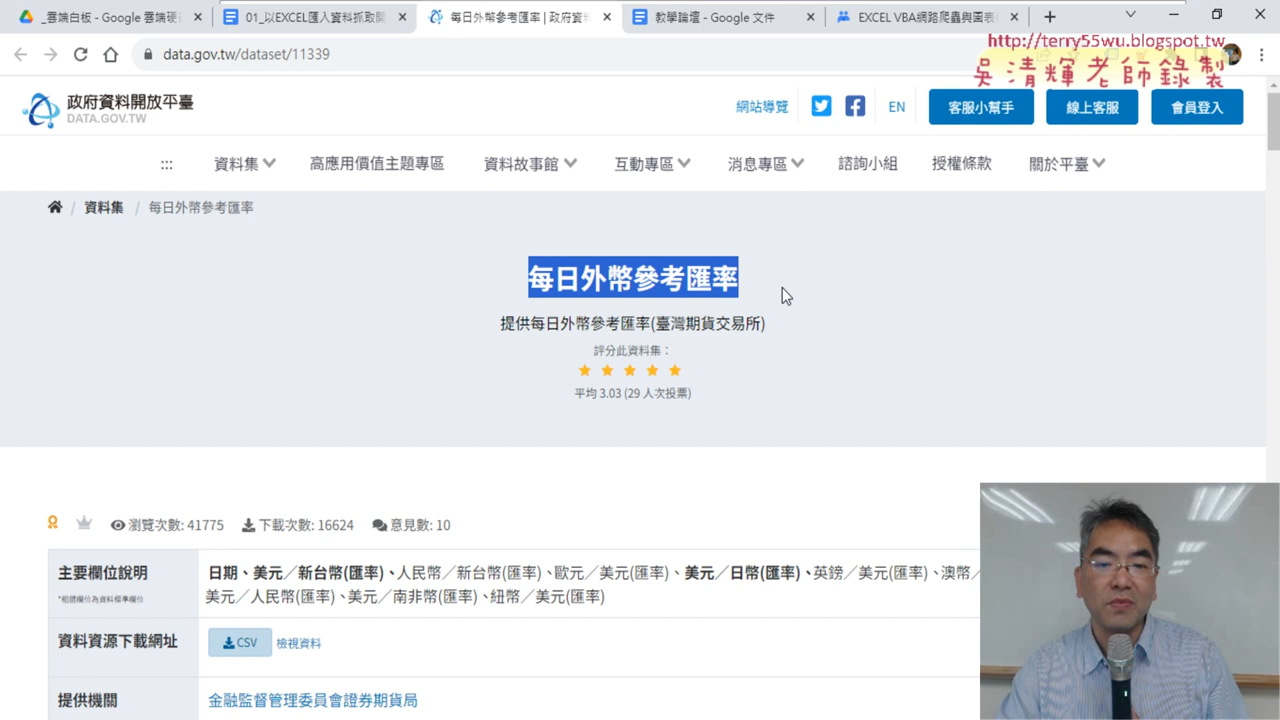 _雲端白板 - Google 雲端硬
01_以EXCEL匯入資料抓取開
每日外幣參考匯率 | 政府資料
教學論壇 - Google 文件
EXCEL VBA網路爬蟲與圖表
data.gov.tw/dataset/11339
http://terry55wu.blogspot.tw
吳清輝老師錄製
政府資料開放平臺
DATA.GOV.TW
網站導覽
EN
客服小幫手
線上客服
會員登入
:::
資料集
高應用價值主題專區
資料故事館
互動專區
消息專區
諮詢小組
授權條款
關於平臺
/ 資料集 / 每日外幣參考匯率
每日外幣參考匯率
提供每日外幣參考匯率(臺灣期貨交易所)
評分此資料集：
平均 3.03 (29 人次投票)
瀏覽次數: 41775
下載次數: 16624
意見數: 10
主要欄位說明
*粗體欄位為資料標準欄位
日期、美元／新台幣(匯率)、人民幣／新台幣(匯率)、歐元／美元(匯率)、美元／日幣(匯率)、英鎊／美元(匯率)、澳幣／
美元／人民幣(匯率)、美元／南非幣(匯率)、紐幣／美元(匯率)
資料資源下載網址
CSV
檢視資料
提供機關
金融監督管理委員會證券期貨局